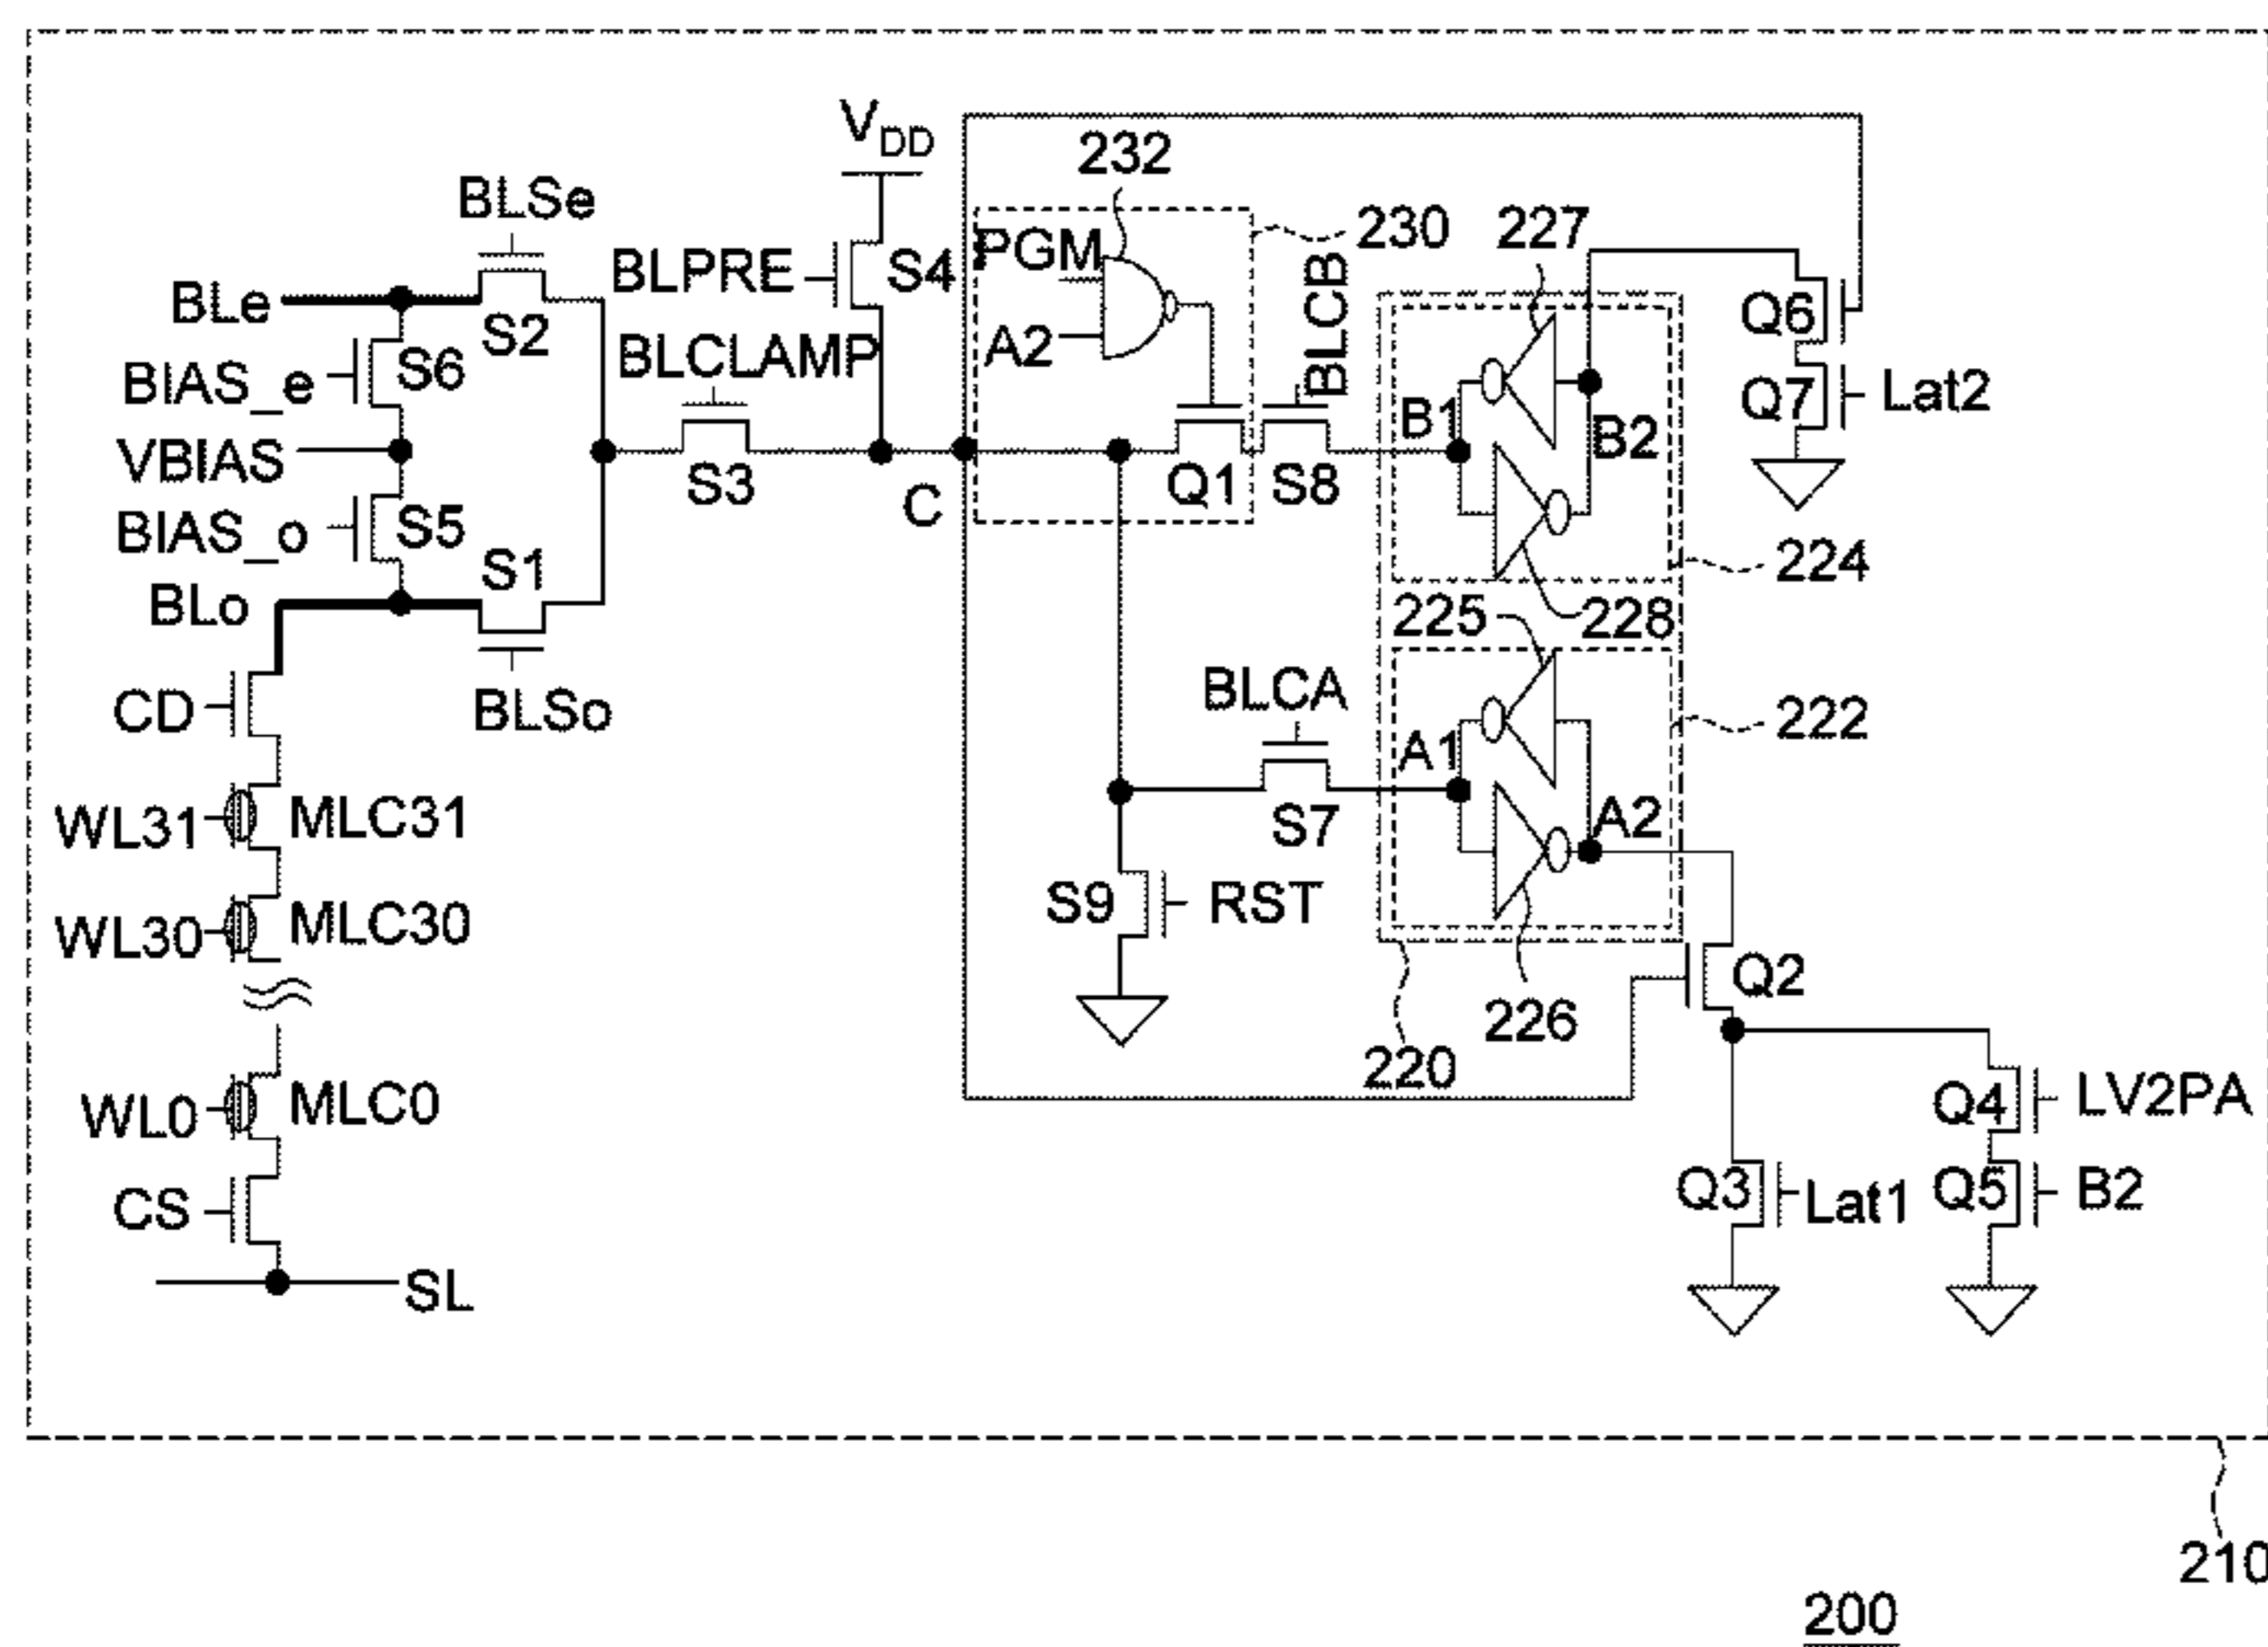 VDD
232
BLSe
PGM
230
227
BLPRE
S4
BLCB
BLe
S2
A2
Q6
BIAS_e
S6
BLCLAMP
B1
B2
Q7
Lat2
VBIAS
S3
C
Q1
S8
BIAS_o
S5
S1
224
BLo
225
228
CD
BLSo
BLCA
222
A1
A2
WL31
MLC31
S7
S9
RST
WL30
MLC30
Q2
226
220
WL0
MLC0
Q4
LV2PA
CS
Q3
Lat1
Q5
B2
SL
210
200